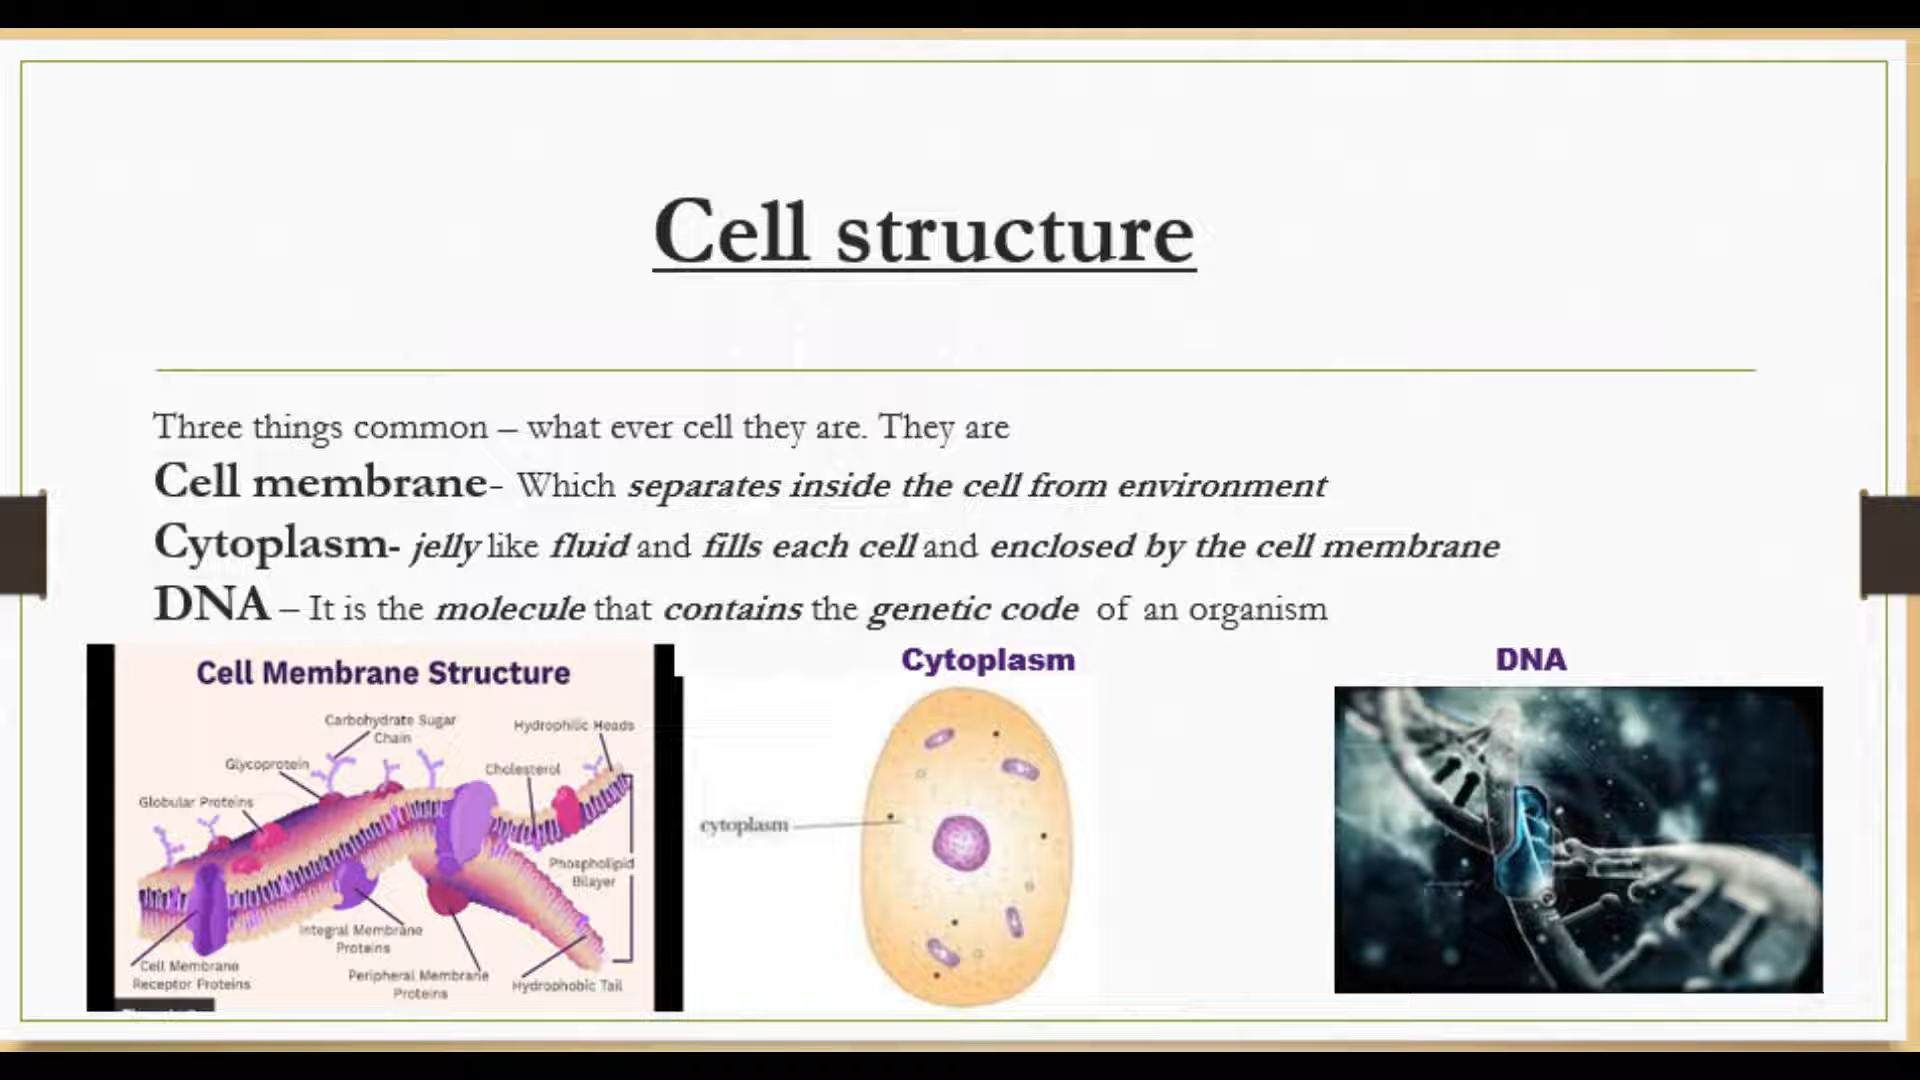 Cell structure
Three things common – what ever cell they are. They are
Cell membrane- Which separates inside the cell from environment
Cytoplasm- jelly like fluid and fills each cell and enclosed by the cell membrane
DNA – It is the molecule that contains the genetic code of an organism
Cell Membrane Structure
Carbohydrate Sugar
Chain
Hydrophilic Heads
Glycoprotein
Cholesterol
Globular Proteins
Phospholipid
Bilayer
Integral Membrane
Proteins
Cell Membrane
Receptor Proteins
Peripheral Membrane
Proteins
Hydrophobic Tail
Cytoplasm
cytoplasm
DNA